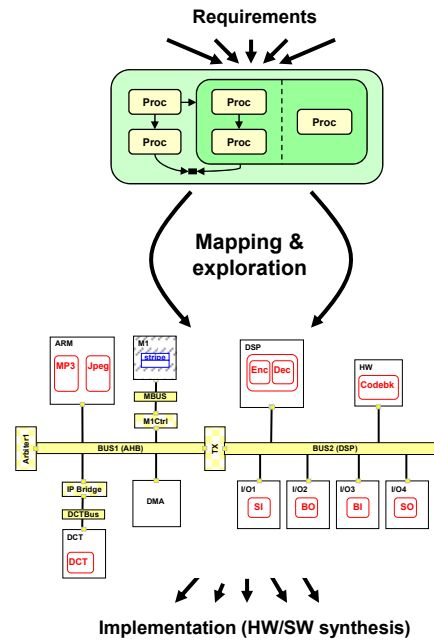 Requirements
Proc
Proc
Proc
Proc
Proc
Mapping &
exploration
ARM
MP3
Jpeg
M1
stripe
MBUS
M1Ctrl
DSP
Enc
Dec
HW
Codebk
Arbiter1
BUS1 (AHB)
TX
BUS2 (DSP)
IP Bridge
DCTBus
DCT
DCT
DMA
I/O1
SI
I/O2
BO
I/O3
BI
I/O4
SO
Implementation (HW/SW synthesis)